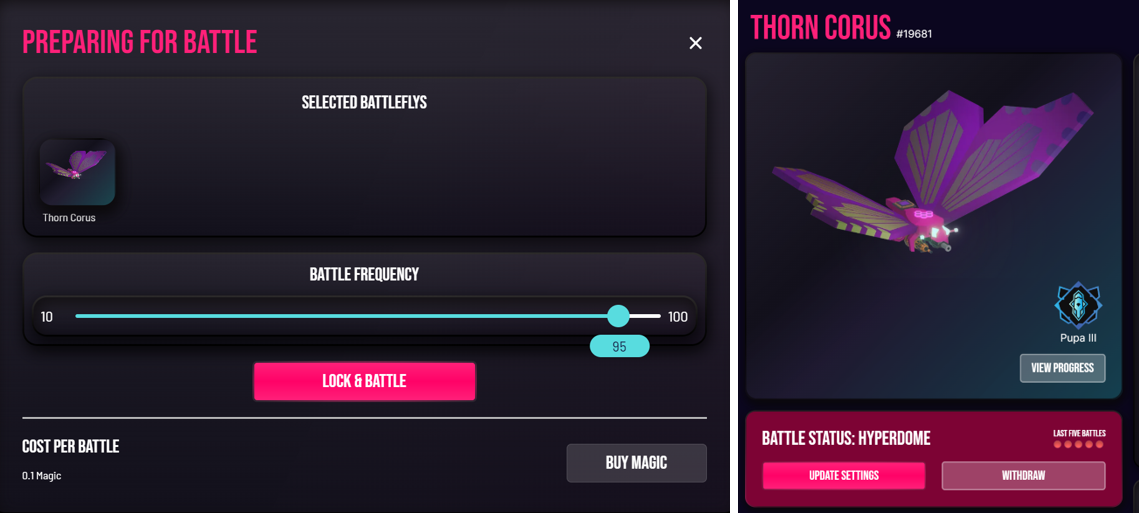 PREPARING FOR BATTLE
SELECTED BATTLEFLYS
Thorn Corus
BATTLE FREQUENCY
10
100
95
LOCK & BATTLE
COST PER BATTLE
0.1 Magic
BUY MAGIC
THORN CORUS #19681
Pupa III
VIEW PROGRESS
BATTLE STATUS: HYPERDOME
LAST FIVE BATTLES
UPDATE SETTINGS
WITHDRAW